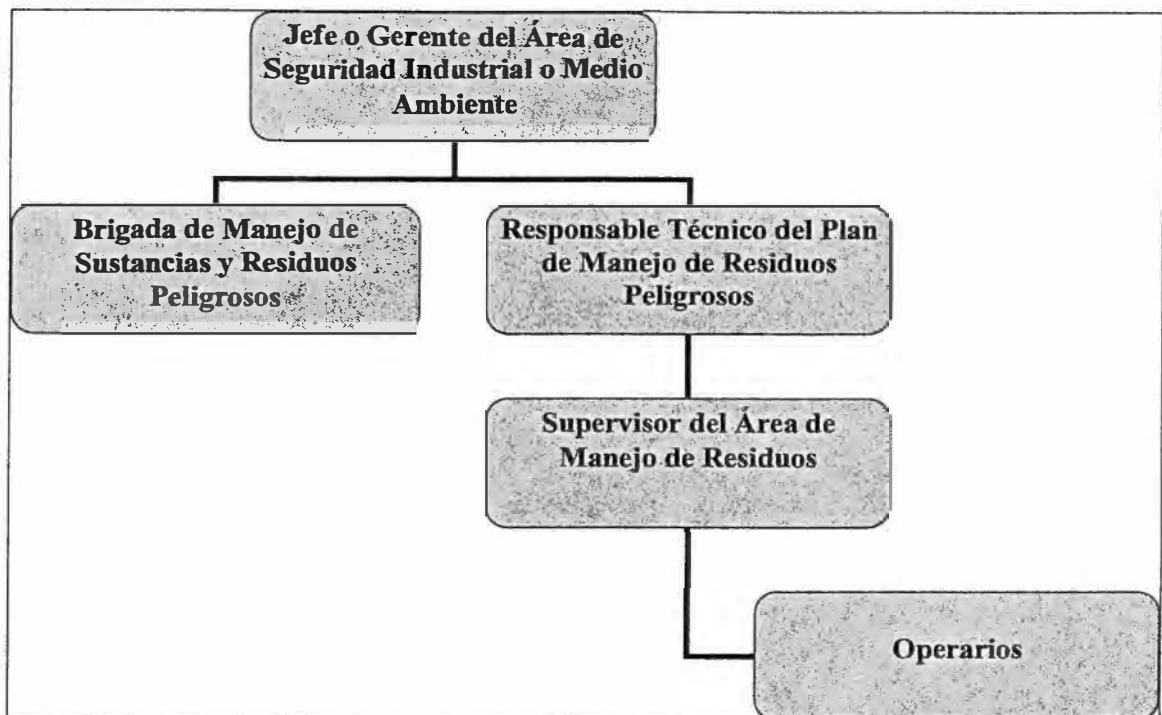 Jefe o Gerente del Área de
Seguridad Industrial o Medio
Ambiente
Brigada de Manejo de
Sustancias y Residuos
Peligrosos
Responsable Técnico del Plan
de Manejo de Residuos
Peligrosos
Supervisor del Área de
Manejo de Residuos
Operarios